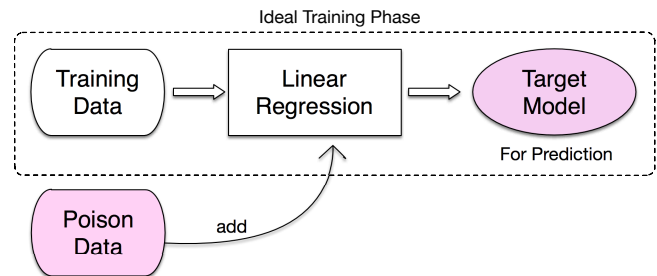 Ideal Training Phase
Training
Data
Linear
Regression
Target
Model
For Prediction
Poison
Data
add